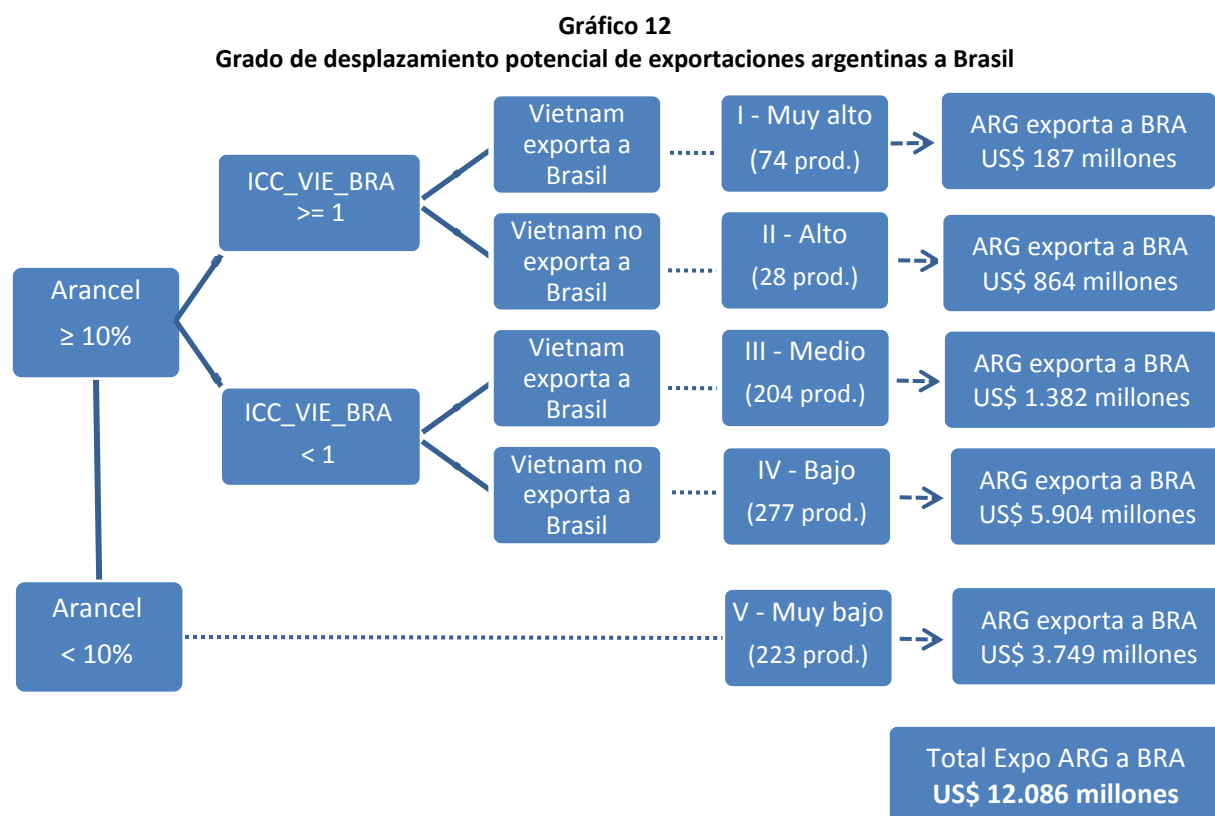 Gráfico 12
Grado de desplazamiento potencial de exportaciones argentinas a Brasil
Arancel
≥ 10%
ICC_VIE_BRA
>= 1
Vietnam
exporta a
Brasil
I - Muy alto
(74 prod.)
ARG exporta a BRA
US$ 187 millones
Vietnam no
exporta a
Brasil
II - Alto
(28 prod.)
ARG exporta a BRA
US$ 864 millones
ICC_VIE_BRA
< 1
Vietnam
exporta a
Brasil
III - Medio
(204 prod.)
ARG exporta a BRA
US$ 1.382 millones
Vietnam no
exporta a
Brasil
IV - Bajo
(277 prod.)
ARG exporta a BRA
US$ 5.904 millones
Arancel
< 10%
V - Muy bajo
(223 prod.)
ARG exporta a BRA
US$ 3.749 millones
Total Expo ARG a BRA
US$ 12.086 millones